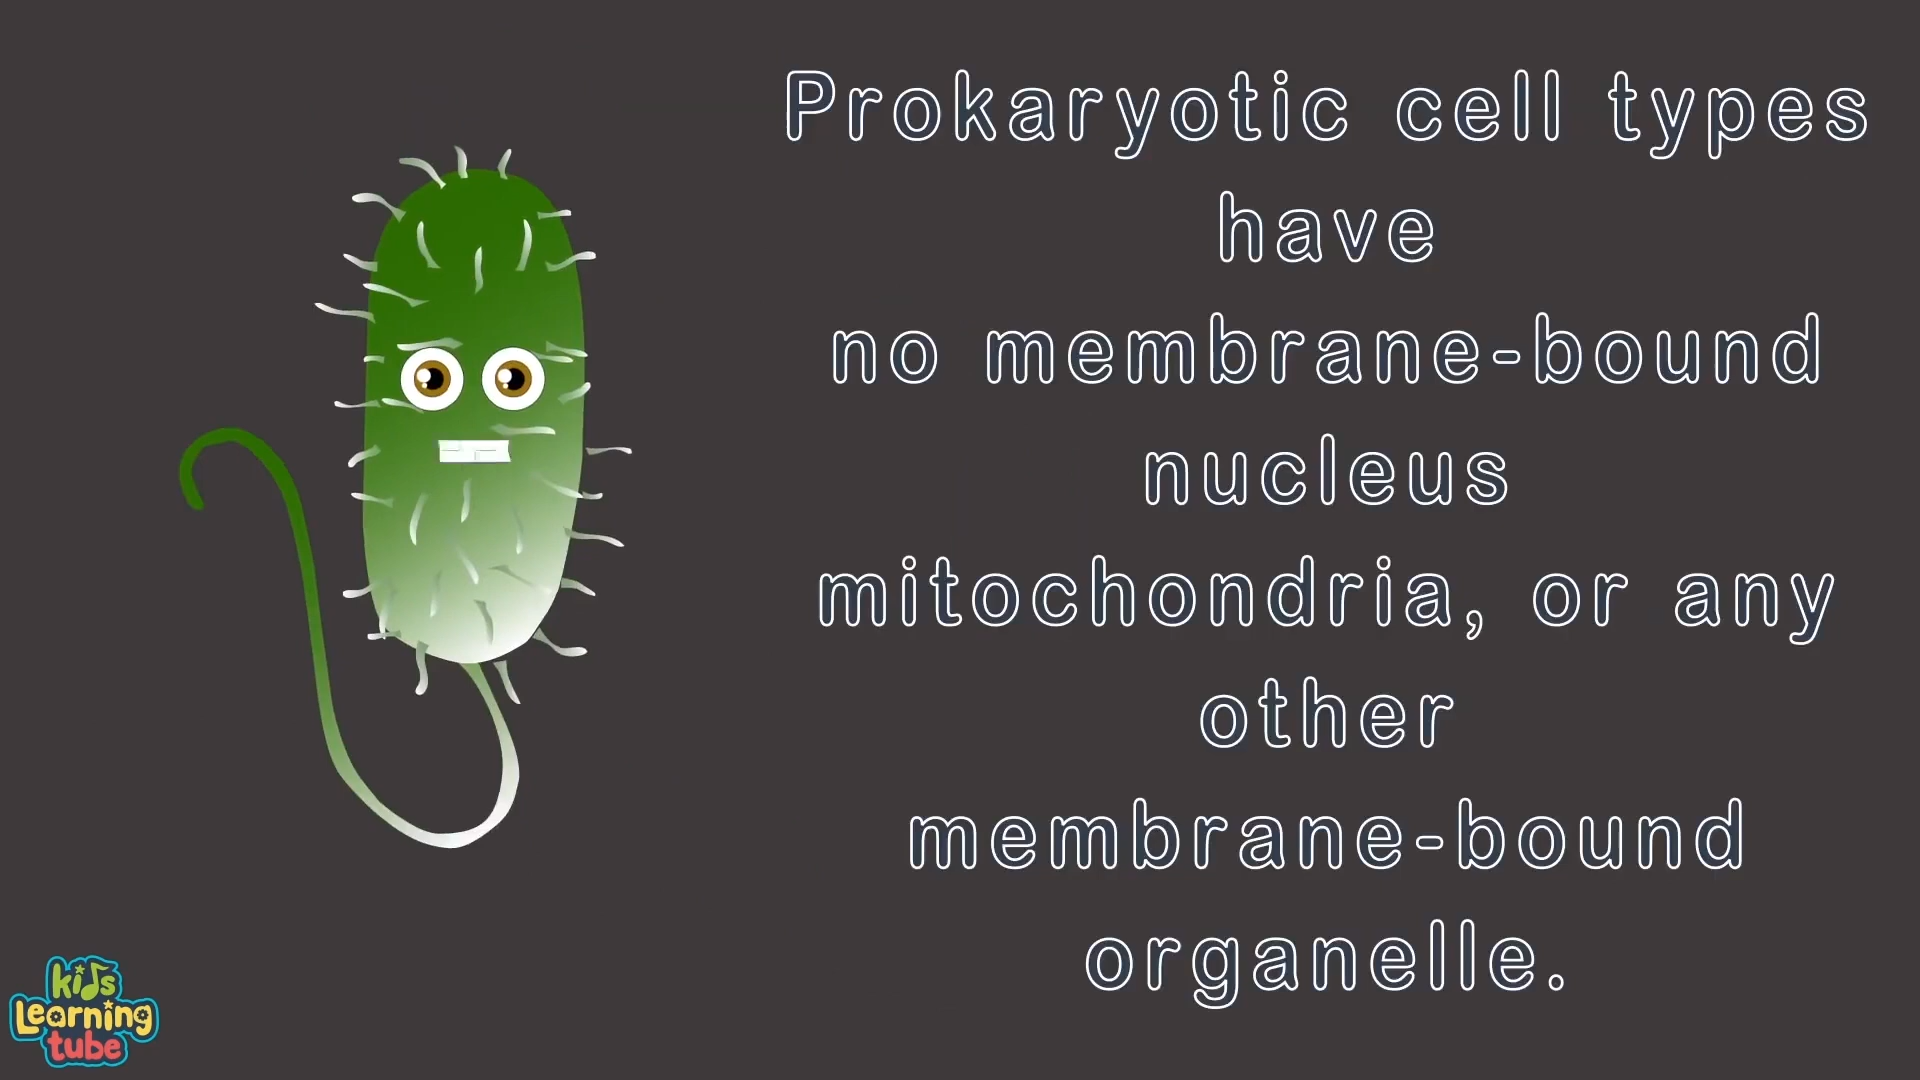 Prokaryotic cell types
have
no membrane-bound
nucleus
mitochondria, or any
other
membrane-bound
organelle.
kids
Learning
tube